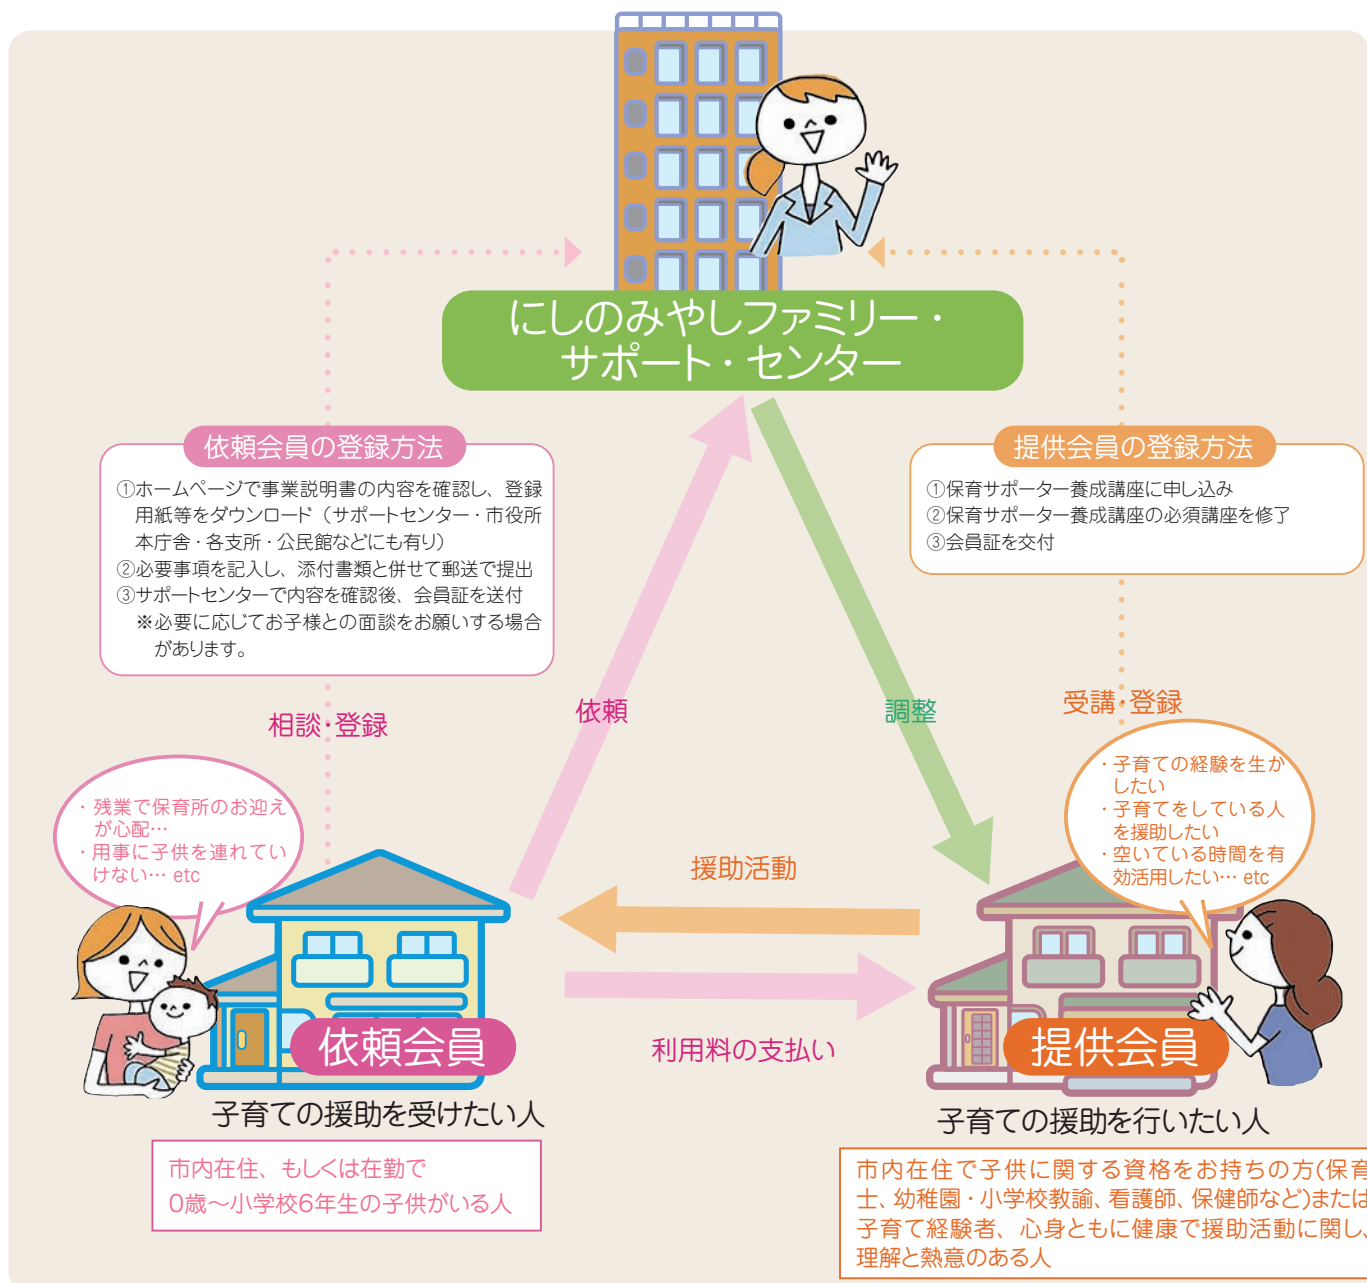 にしのみやしファミリー・
サポート・センター
依頼会員の登録方法
①ホームページで事業説明書の内容を確認し、登録
用紙等をダウンロード（サポートセンター・市役所
本庁舎・各支所・公民館などにも有り）
②必要事項を記入し、添付書類と併せて郵送で提出
③サポートセンターで内容を確認後、会員証を送付
※必要に応じてお子様との面談をお願いする場合
があります。
提供会員の登録方法
①保育サポーター養成講座に申し込み
②保育サポーター養成講座の必須講座を修了
③会員証を交付
相談・登録
依頼
調整
受講・登録
・残業で保育所のお迎え
が心配…
・用事に子供を連れてい
けない… etc
・子育ての経験を生か
したい
・子育てをしている人
を援助したい
・空いている時間を有
効活用したい… etc
援助活動
利用料の支払い
依頼会員
子育ての援助を受けたい人
市内在住、もしくは在勤で
0歳～小学校6年生の子供がいる人
提供会員
子育ての援助を行いたい人
市内在住で子供に関する資格をお持ちの方(保育
士、幼稚園・小学校教諭、看護師、保健師など)または
子育て経験者、心身ともに健康で援助活動に関し、
理解と熱意のある人